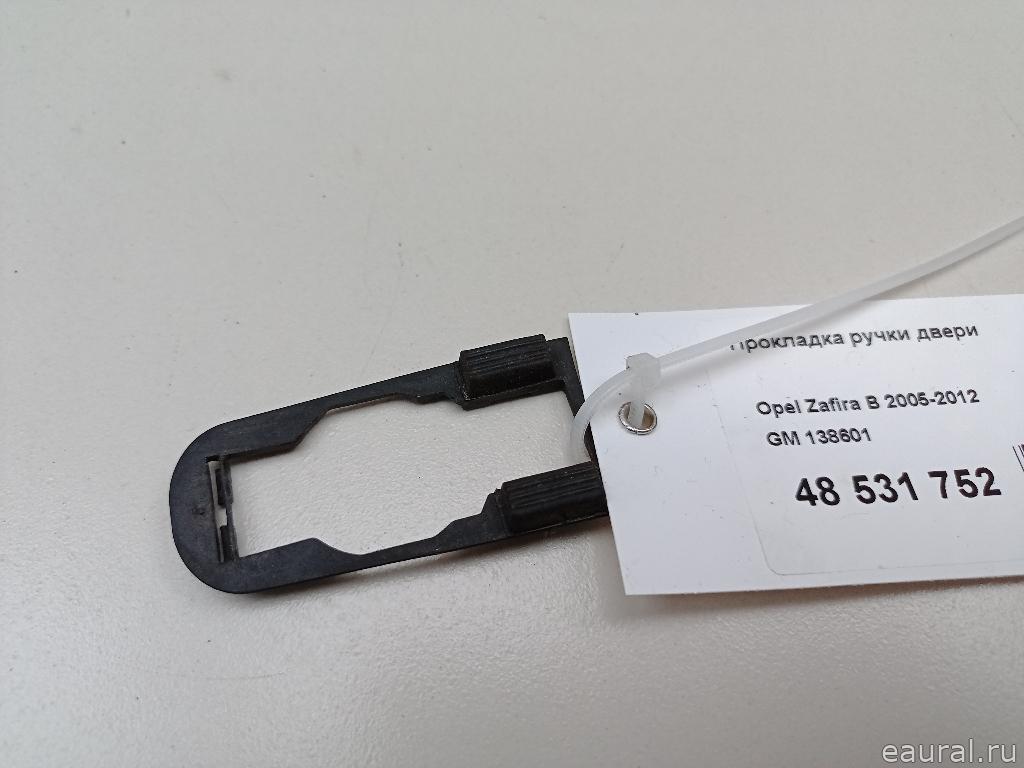 Прокладка ручки двери
Opel Zafira B 2005-2012
GM 138601
48 531 752
eaural.ru